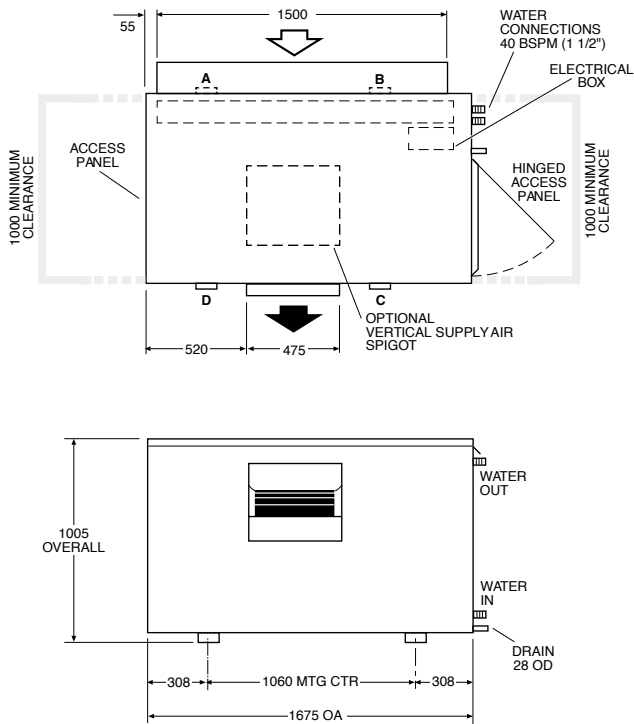 1500
55
WATER
CONNECTIONS
40 BSPM (1 1/2")
ELECTRICAL
BOX
A
B
ACCESS
PANEL
1000 MINIMUM
CLEARANCE
HINGED
ACCESS
PANEL
1000 MINIMUM
CLEARANCE
D
C
OPTIONAL
VERTICAL SUPPLY AIR
SPIGOT
520
475
WATER
OUT
1005
OVERALL
WATER
IN
DRAIN
28 OD
308
1060 MTG CTR
308
1675 OA